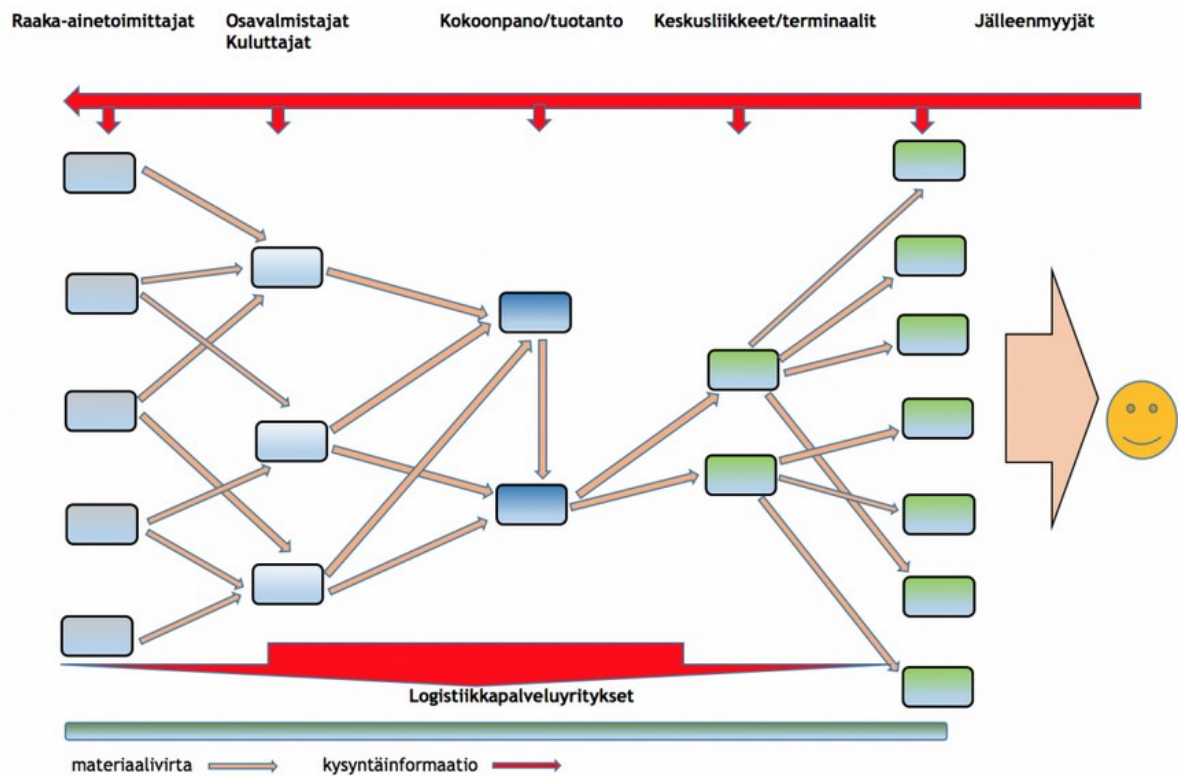 Raaka-ainetoimittajat
Osavalmistajat
Kuluttajat
Kokoonpano/tuotanto
Keskusliikkeet/terminaalit
Jälleenmyyjät
Logistiikkapalveluyritykset
materiaalivirta
kysyntäinformaatio